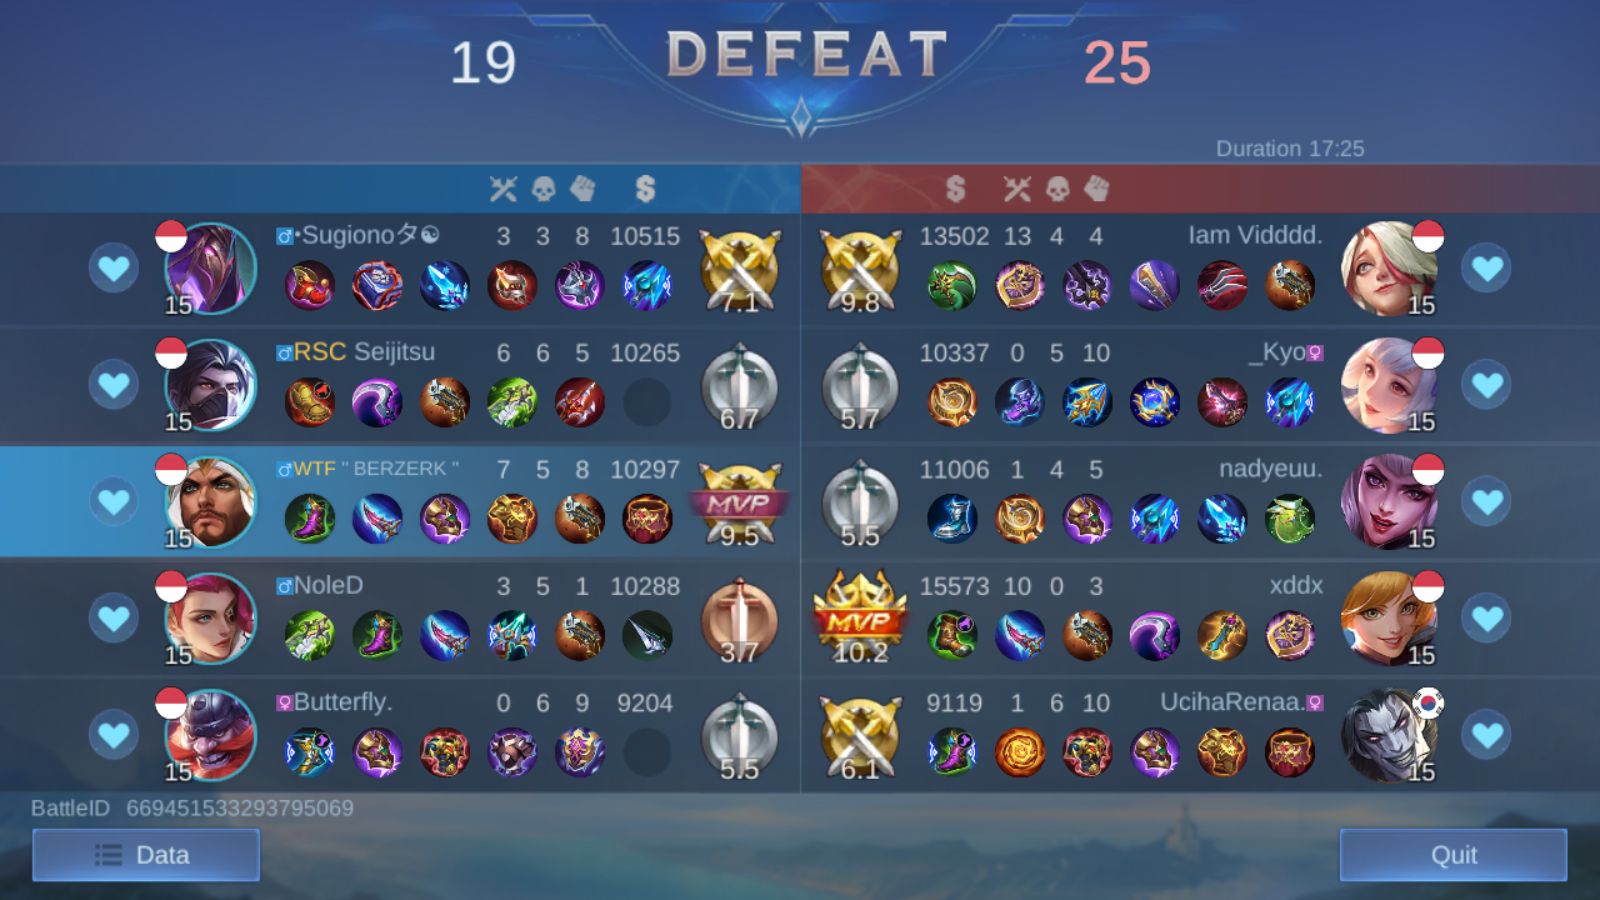 19 DEFEAT 25
Duration 17:25
•Sugionoタ☯ 3 3 8 10515
15 7.1
13502 13 4 4 Iam Vidddd.
9.8 15
RSC Seijitsu 6 6 5 10265
15 6.7
10337 0 5 10 _Kyo
5.7 15
WTF " BERZERK " 7 5 8 10297
MVP
15 9.5
11006 1 4 5 nadyeuu.
5.5 15
NoleD 3 5 1 10288
15 3.7
15573 10 0 3 xddx
MVP
10.2 15
Butterfly. 0 6 9 9204
15 5.5
9119 1 6 10 UcihaRenaa.
6.1 15
BattleID 669451533293795069
Data
Quit